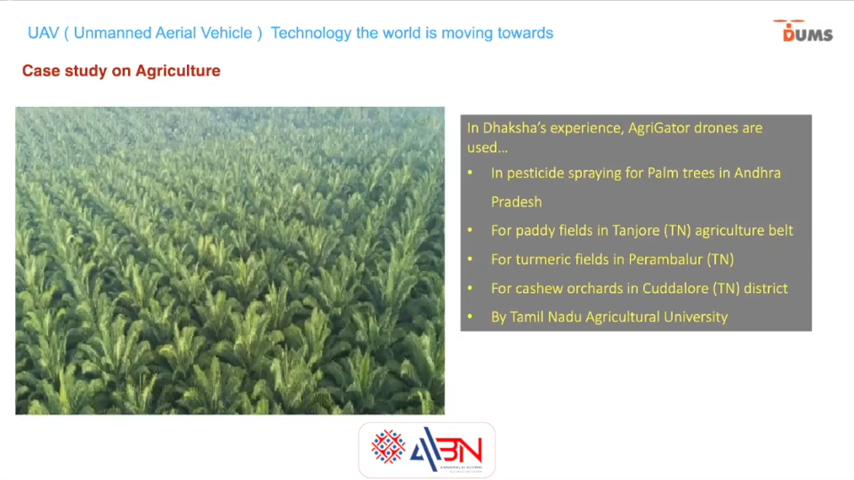 UAV ( Unmanned Aerial Vehicle ) Technology the world is moving towards
DUMS
Case study on Agriculture
In Dhaksha's experience, AgriGator drones are
used...
• In pesticide spraying for Palm trees in Andhra
Pradesh
• For paddy fields in Tanjore (TN) agriculture belt
• For turmeric fields in Perambalur (TN)
• For cashew orchards in Cuddalore (TN) district
• By Tamil Nadu Agricultural University
ABN